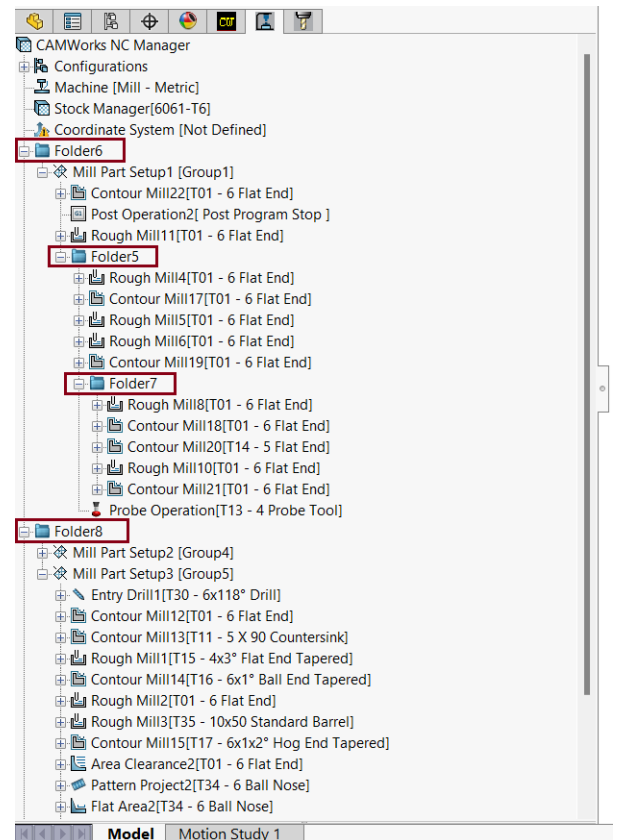 CAMWorks NC Manager
Configurations
Machine [Mill - Metric]
Stock Manager[6061-T6]
Coordinate System [Not Defined]
Folder6
Mill Part Setup1 [Group1]
Contour Mill22[T01 - 6 Flat End]
Post Operation2[ Post Program Stop ]
Rough Mill11[T01 - 6 Flat End]
Folder5
Rough Mill4[T01 - 6 Flat End]
Contour Mill17[T01 - 6 Flat End]
Rough Mill5[T01 - 6 Flat End]
Rough Mill6[T01 - 6 Flat End]
Contour Mill19[T01 - 6 Flat End]
Folder7
Rough Mill8[T01 - 6 Flat End]
Contour Mill18[T01 - 6 Flat End]
Contour Mill20[T14 - 5 Flat End]
Rough Mill10[T01 - 6 Flat End]
Contour Mill21[T01 - 6 Flat End]
Probe Operation[T13 - 4 Probe Tool]
Folder8
Mill Part Setup2 [Group4]
Mill Part Setup3 [Group5]
Entry Drill1[T30 - 6x118° Drill]
Contour Mill12[T01 - 6 Flat End]
Contour Mill13[T11 - 5 X 90 Countersink]
Rough Mill1[T15 - 4x3° Flat End Tapered]
Contour Mill14[T16 - 6x1° Ball End Tapered]
Rough Mill2[T01 - 6 Flat End]
Rough Mill3[T35 - 10x50 Standard Barrel]
Contour Mill15[T17 - 6x1x2° Hog End Tapered]
Area Clearance2[T01 - 6 Flat End]
Pattern Project2[T34 - 6 Ball Nose]
Flat Area2[T34 - 6 Ball Nose]
Model Motion Study 1